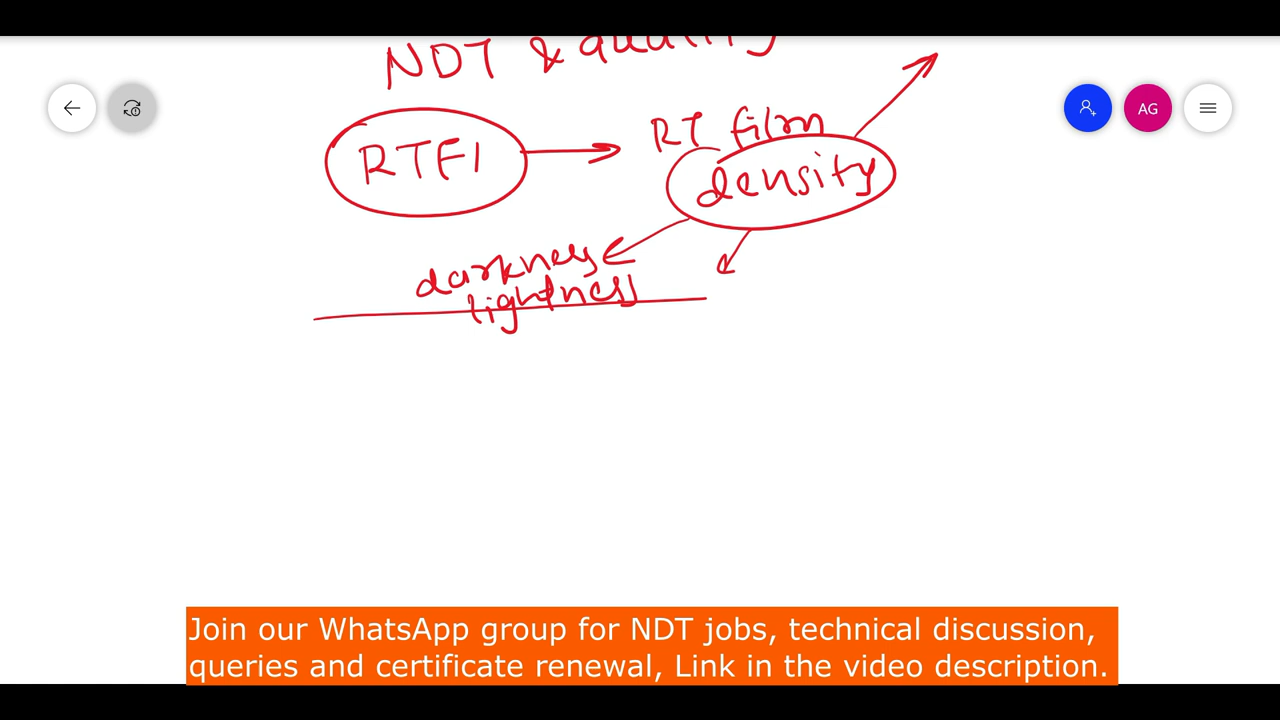 NDT & quality
RTFI
RT film
density
darkness
lightness
AG
Join our WhatsApp group for NDT jobs, technical discussion,
queries and certificate renewal, Link in the video description.